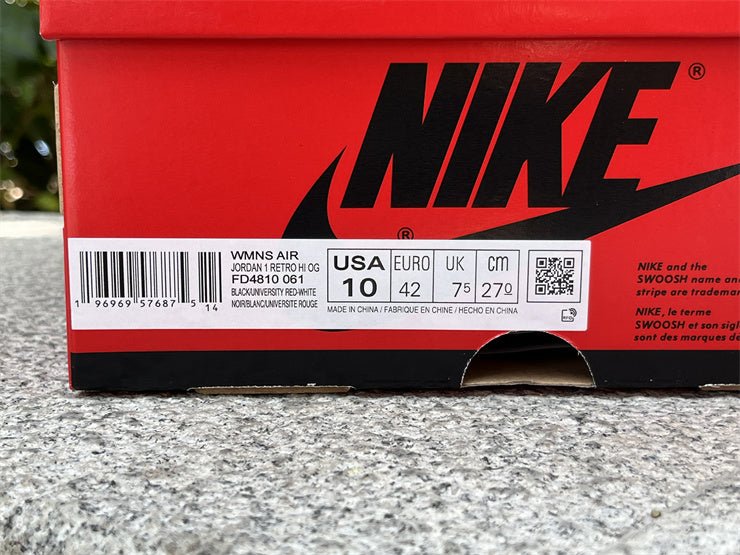 NIKE®
®
WMNS AIR
JORDAN 1 RETRO HI OG
FD4810 061
BLACK/UNIVERSITY RED-WHITE
NOIR/BLANC/UNIVERSITE ROUGE
1 96969 57687 5 14
USA EURO UK cm
10 42 7 5 27 0
MADE IN CHINA / FABRIQUE EN CHINE / HECHO EN CHINA
NIKE and the
SWOOSH name an
stripe are tradema
NIKE, le terme
SWOOSH et son sigl
sont des marques de